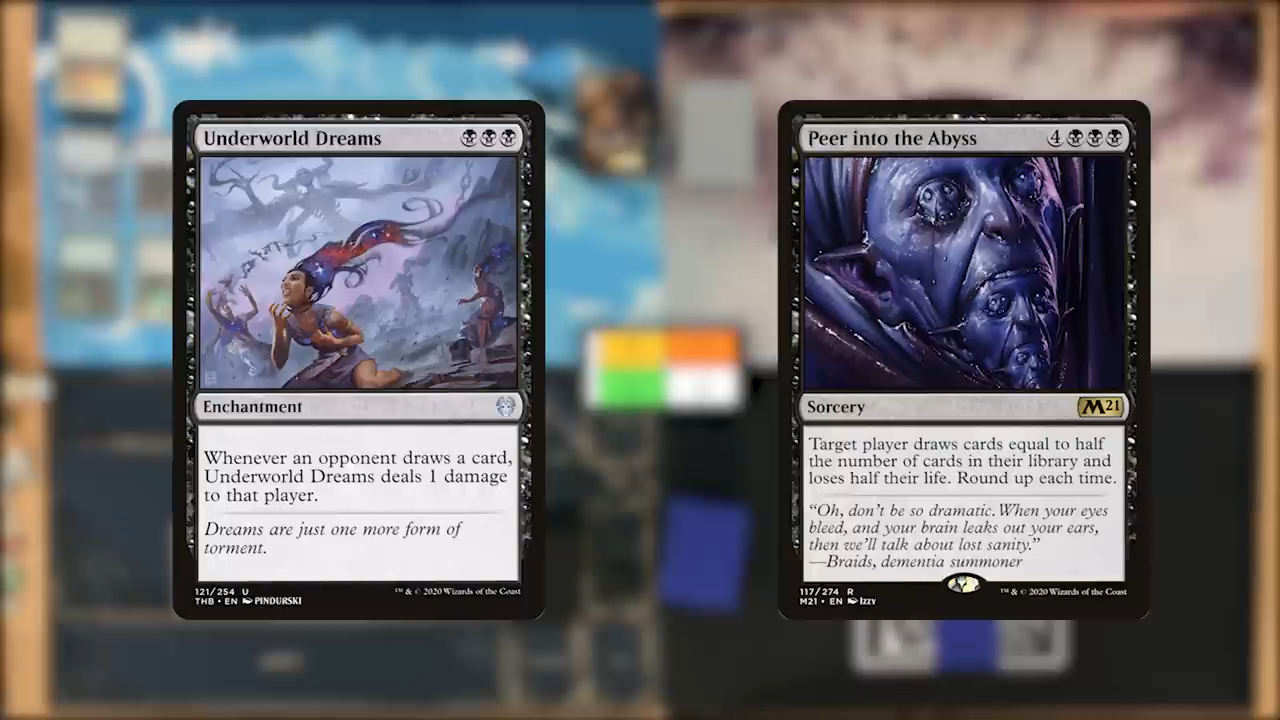 Underworld Dreams
Enchantment
Whenever an opponent draws a card,
Underworld Dreams deals 1 damage
to that player.
Dreams are just one more form of
torment.
121/254 U
THB • EN PINDURSKI
™ & © 2020 Wizards of the Coast
Peer into the Abyss
4
Sorcery
M21
Target player draws cards equal to half
the number of cards in their library and
loses half their life. Round up each time.
“Oh, don’t be so dramatic. When your eyes
bleed, and your brain leaks out your ears,
then we’ll talk about lost sanity.”
—Braids, dementia summoner
117/274 R
M21 • EN IZZY
™ & © 2020 Wizards of the Coast